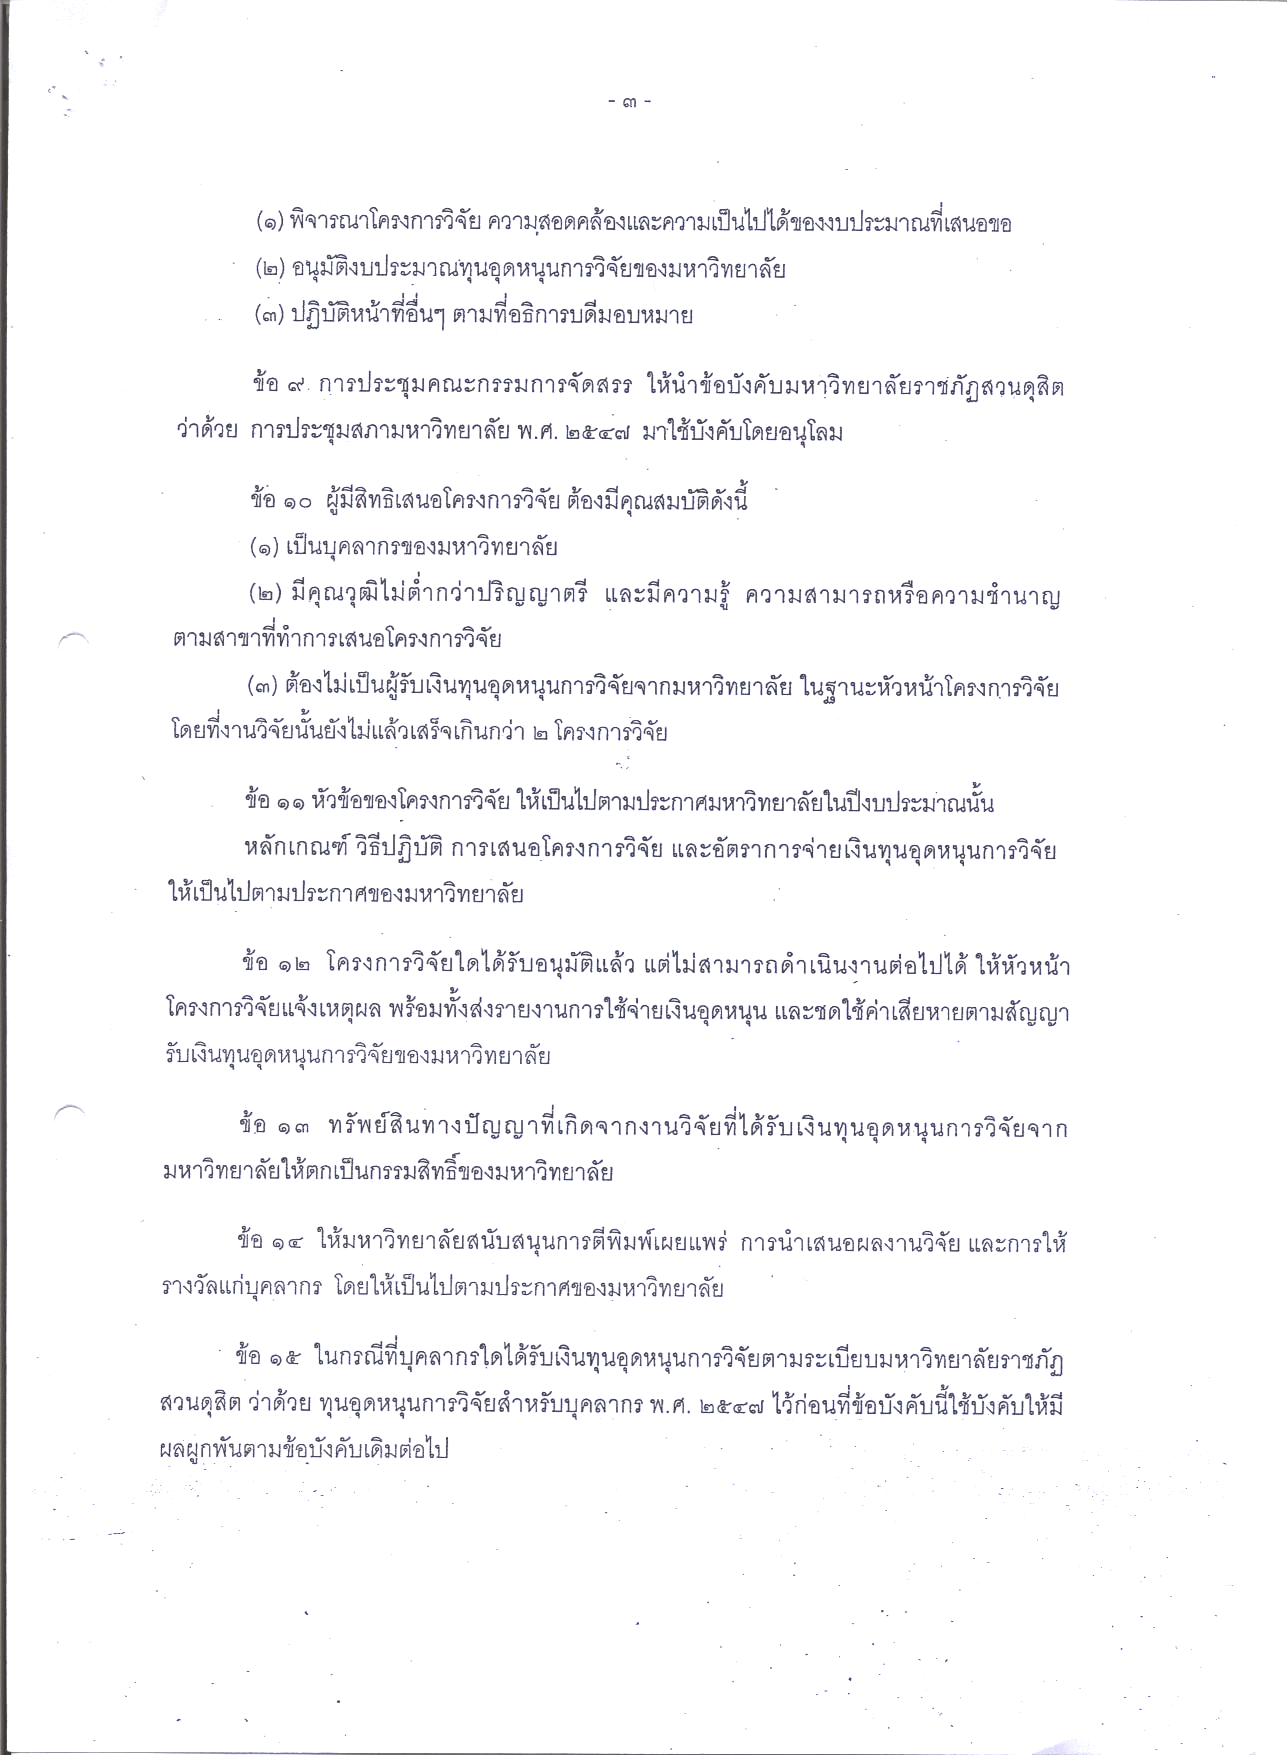 - ๓ -
(๑) พิจารณาโครงการวิจัย ความสอดคล้องและความเป็นไปได้ของงบประมาณที่เสนอขอ
(๒) อนุมัติงบประมาณทุนอุดหนุนการวิจัยของมหาวิทยาลัย
(๓) ปฏิบัติหน้าที่อื่นๆ ตามที่อธิการบดีมอบหมาย
ข้อ ๙ การประชุมคณะกรรมการจัดสรร ให้นำข้อบังคับมหาวิทยาลัยราชภัฏสวนดุสิต
ว่าด้วย การประชุมสภามหาวิทยาลัย พ.ศ. ๒๕๔๗ มาใช้บังคับโดยอนุโลม
ข้อ ๑๐ ผู้มีสิทธิเสนอโครงการวิจัย ต้องมีคุณสมบัติดังนี้
(๑) เป็นบุคลากรของมหาวิทยาลัย
(๒) มีคุณวุฒิไม่ต่ำกว่าปริญญาตรี และมีความรู้ ความสามารถหรือความชำนาญ
ตามสาขาที่ทำการเสนอโครงการวิจัย
(๓) ต้องไม่เป็นผู้รับเงินทุนอุดหนุนการวิจัยจากมหาวิทยาลัย ในฐานะหัวหน้าโครงการวิจัย
โดยที่งานวิจัยนั้นยังไม่แล้วเสร็จเกินกว่า ๒ โครงการวิจัย
ข้อ ๑๑ หัวข้อของโครงการวิจัย ให้เป็นไปตามประกาศมหาวิทยาลัยในปีงบประมาณนั้น
หลักเกณฑ์ วิธีปฏิบัติ การเสนอโครงการวิจัย และอัตราการจ่ายเงินทุนอุดหนุนการวิจัย
ให้เป็นไปตามประกาศของมหาวิทยาลัย
ข้อ ๑๒ โครงการวิจัยใดได้รับอนุมัติแล้ว แต่ไม่สามารถดำเนินงานต่อไปได้ ให้หัวหน้า
โครงการวิจัยแจ้งเหตุผล พร้อมทั้งส่งรายงานการใช้จ่ายเงินอุดหนุน และชดใช้ค่าเสียหายตามสัญญา
รับเงินทุนอุดหนุนการวิจัยของมหาวิทยาลัย
ข้อ ๑๓ ทรัพย์สินทางปัญญาที่เกิดจากงานวิจัยที่ได้รับเงินทุนอุดหนุนการวิจัยจาก
มหาวิทยาลัยให้ตกเป็นกรรมสิทธิ์ของมหาวิทยาลัย
ข้อ ๑๔ ให้มหาวิทยาลัยสนับสนุนการตีพิมพ์เผยแพร่ การนำเสนอผลงานวิจัย และการให้
รางวัลแก่บุคลากร โดยให้เป็นไปตามประกาศของมหาวิทยาลัย
ข้อ ๑๕ ในกรณีที่บุคลากรใดได้รับเงินทุนอุดหนุนการวิจัยตามระเบียบมหาวิทยาลัยราชภัฏ
สวนดุสิต ว่าด้วย ทุนอุดหนุนการวิจัยสำหรับบุคลากร พ.ศ. ๒๕๔๗ ไว้ก่อนที่ข้อบังคับนี้ใช้บังคับให้มี
ผลผูกพันตามข้อบังคับเดิมต่อไป